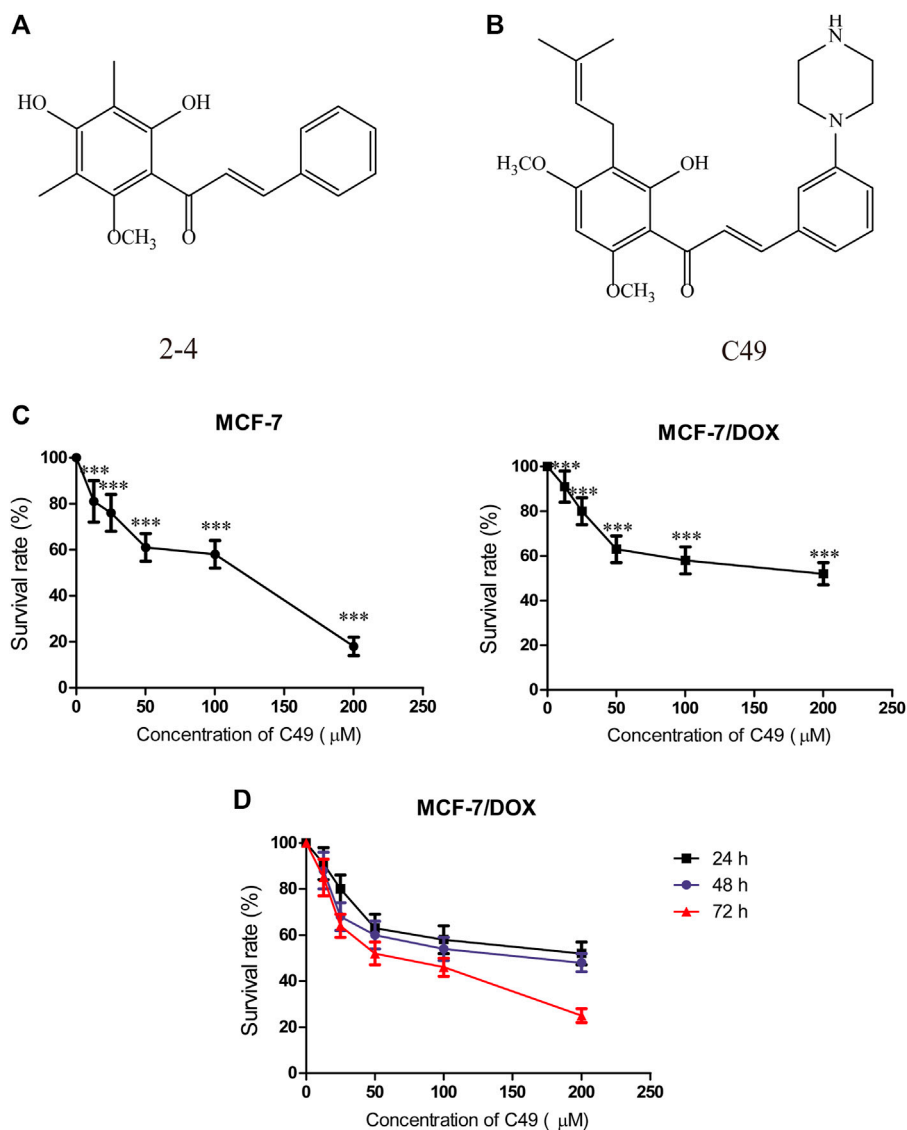 A
HO
OH
OCH3
O
2-4
B
H
N
N
H3CO
OH
OCH3
O
C49
C
MCF-7
Survival rate (%)
100
80
60
40
20
0
***
***
***
***
***
0 50 100 150 200 250
Concentration of C49 ( μM)
MCF-7/DOX
Survival rate (%)
100
80
60
40
20
0
***
***
***
***
***
0 50 100 150 200 250
Concentration of C49 ( μM)
D
MCF-7/DOX
Survival rate (%)
100
80
60
40
20
0
0 50 100 150 200 250
Concentration of C49 ( μM)
24 h
48 h
72 h